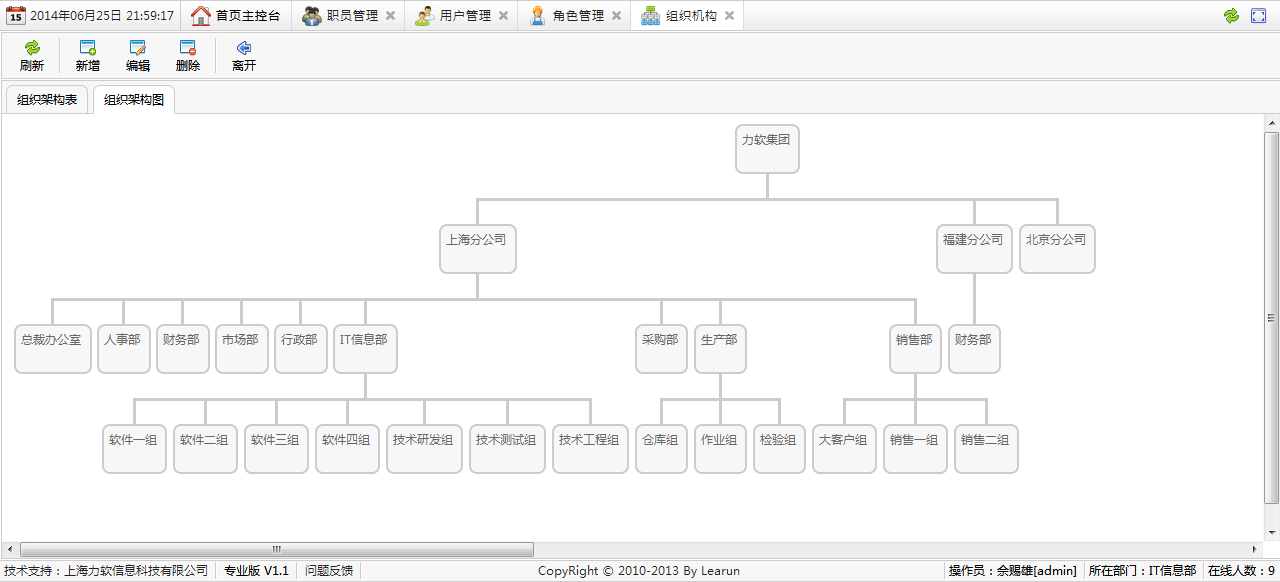 15 2014年06月25日 21:59:17 首页主控台 职员管理 用户管理 角色管理 组织机构
刷新 新增 编辑 删除 离开
组织架构表 组织架构图
力软集团
上海分公司 福建分公司 北京分公司
总裁办公室 人事部 财务部 市场部 行政部 IT信息部 采购部 生产部 销售部 财务部
软件一组 软件二组 软件三组 软件四组 技术研发组 技术测试组 技术工程组 仓库组 作业组 检验组 大客户组 销售一组 销售二组
技术支持：上海力软信息科技有限公司 专业版 V1.1 问题反馈 CopyRight © 2010-2013 By Learun 操作员：佘赐雄[admin] 所在部门：IT信息部 在线人数：9